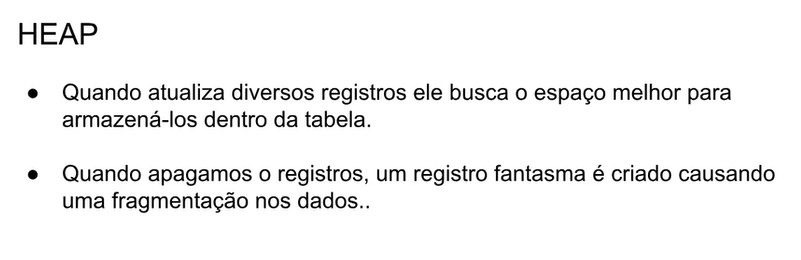 HEAP
● Quando atualiza diversos registros ele busca o espaço melhor para
armazená-los dentro da tabela.
● Quando apagamos o registros, um registro fantasma é criado causando
uma fragmentação nos dados..